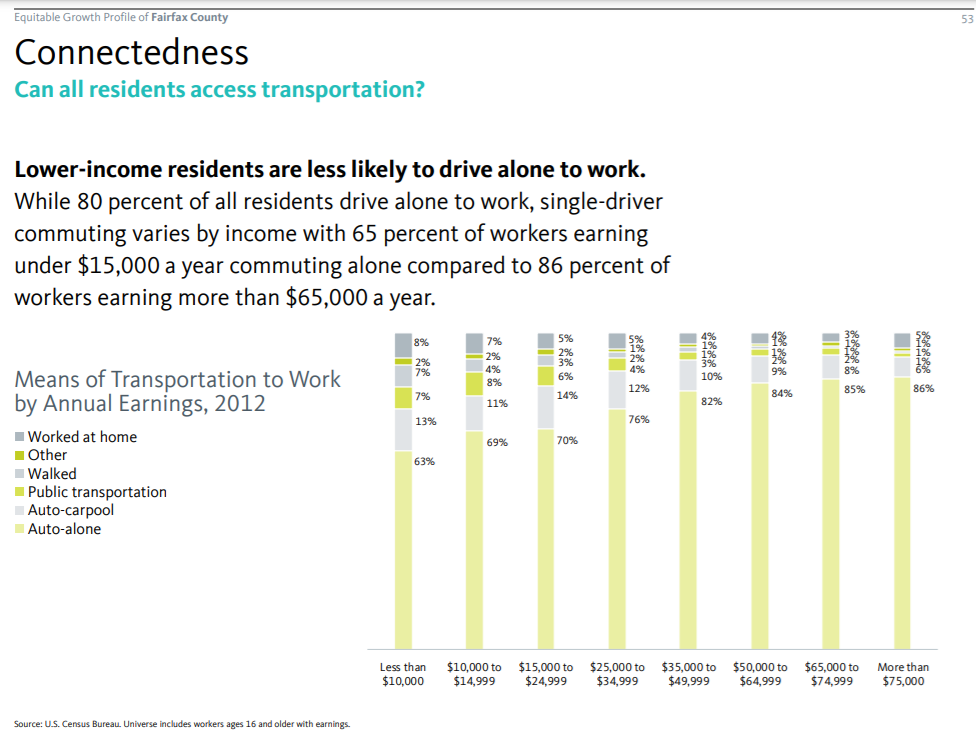 Equitable Growth Profile of Fairfax County
53
Connectedness
Can all residents access transportation?
Lower-income residents are less likely to drive alone to work.
While 80 percent of all residents drive alone to work, single-driver
commuting varies by income with 65 percent of workers earning
under $15,000 a year commuting alone compared to 86 percent of
workers earning more than $65,000 a year.
Means of Transportation to Work
by Annual Earnings, 2012
Worked at home
Other
Walked
Public transportation
Auto-carpool
Auto-alone
8%
2%
7%
7%
13%
63%
7%
2%
4%
8%
11%
69%
5%
2%
3%
6%
14%
70%
5%
1%
2%
4%
12%
76%
4%
1%
1%
3%
10%
82%
4%
1%
1%
2%
9%
84%
3%
1%
1%
2%
8%
85%
5%
1%
1%
1%
6%
86%
Less than
$10,000
$10,000 to
$14,999
$15,000 to
$24,999
$25,000 to
$34,999
$35,000 to
$49,999
$50,000 to
$64,999
$65,000 to
$74,999
More than
$75,000
Source: U.S. Census Bureau. Universe includes workers ages 16 and older with earnings.